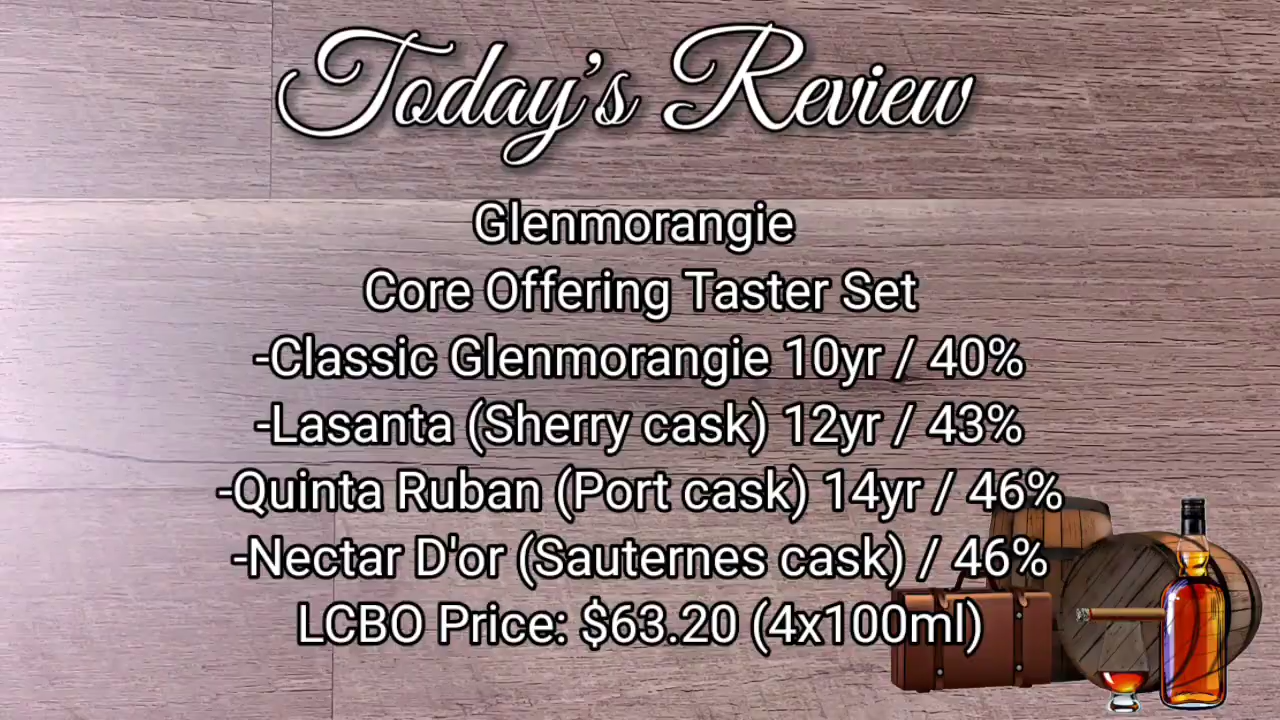 Today's Review
Glenmorangie
Core Offering Taster Set
-Classic Glenmorangie 10yr / 40%
-Lasanta (Sherry cask) 12yr / 43%
-Quinta Ruban (Port cask) 14yr / 46%
-Nectar D'or (Sauternes cask) / 46%
LCBO Price: $63.20 (4x100ml)